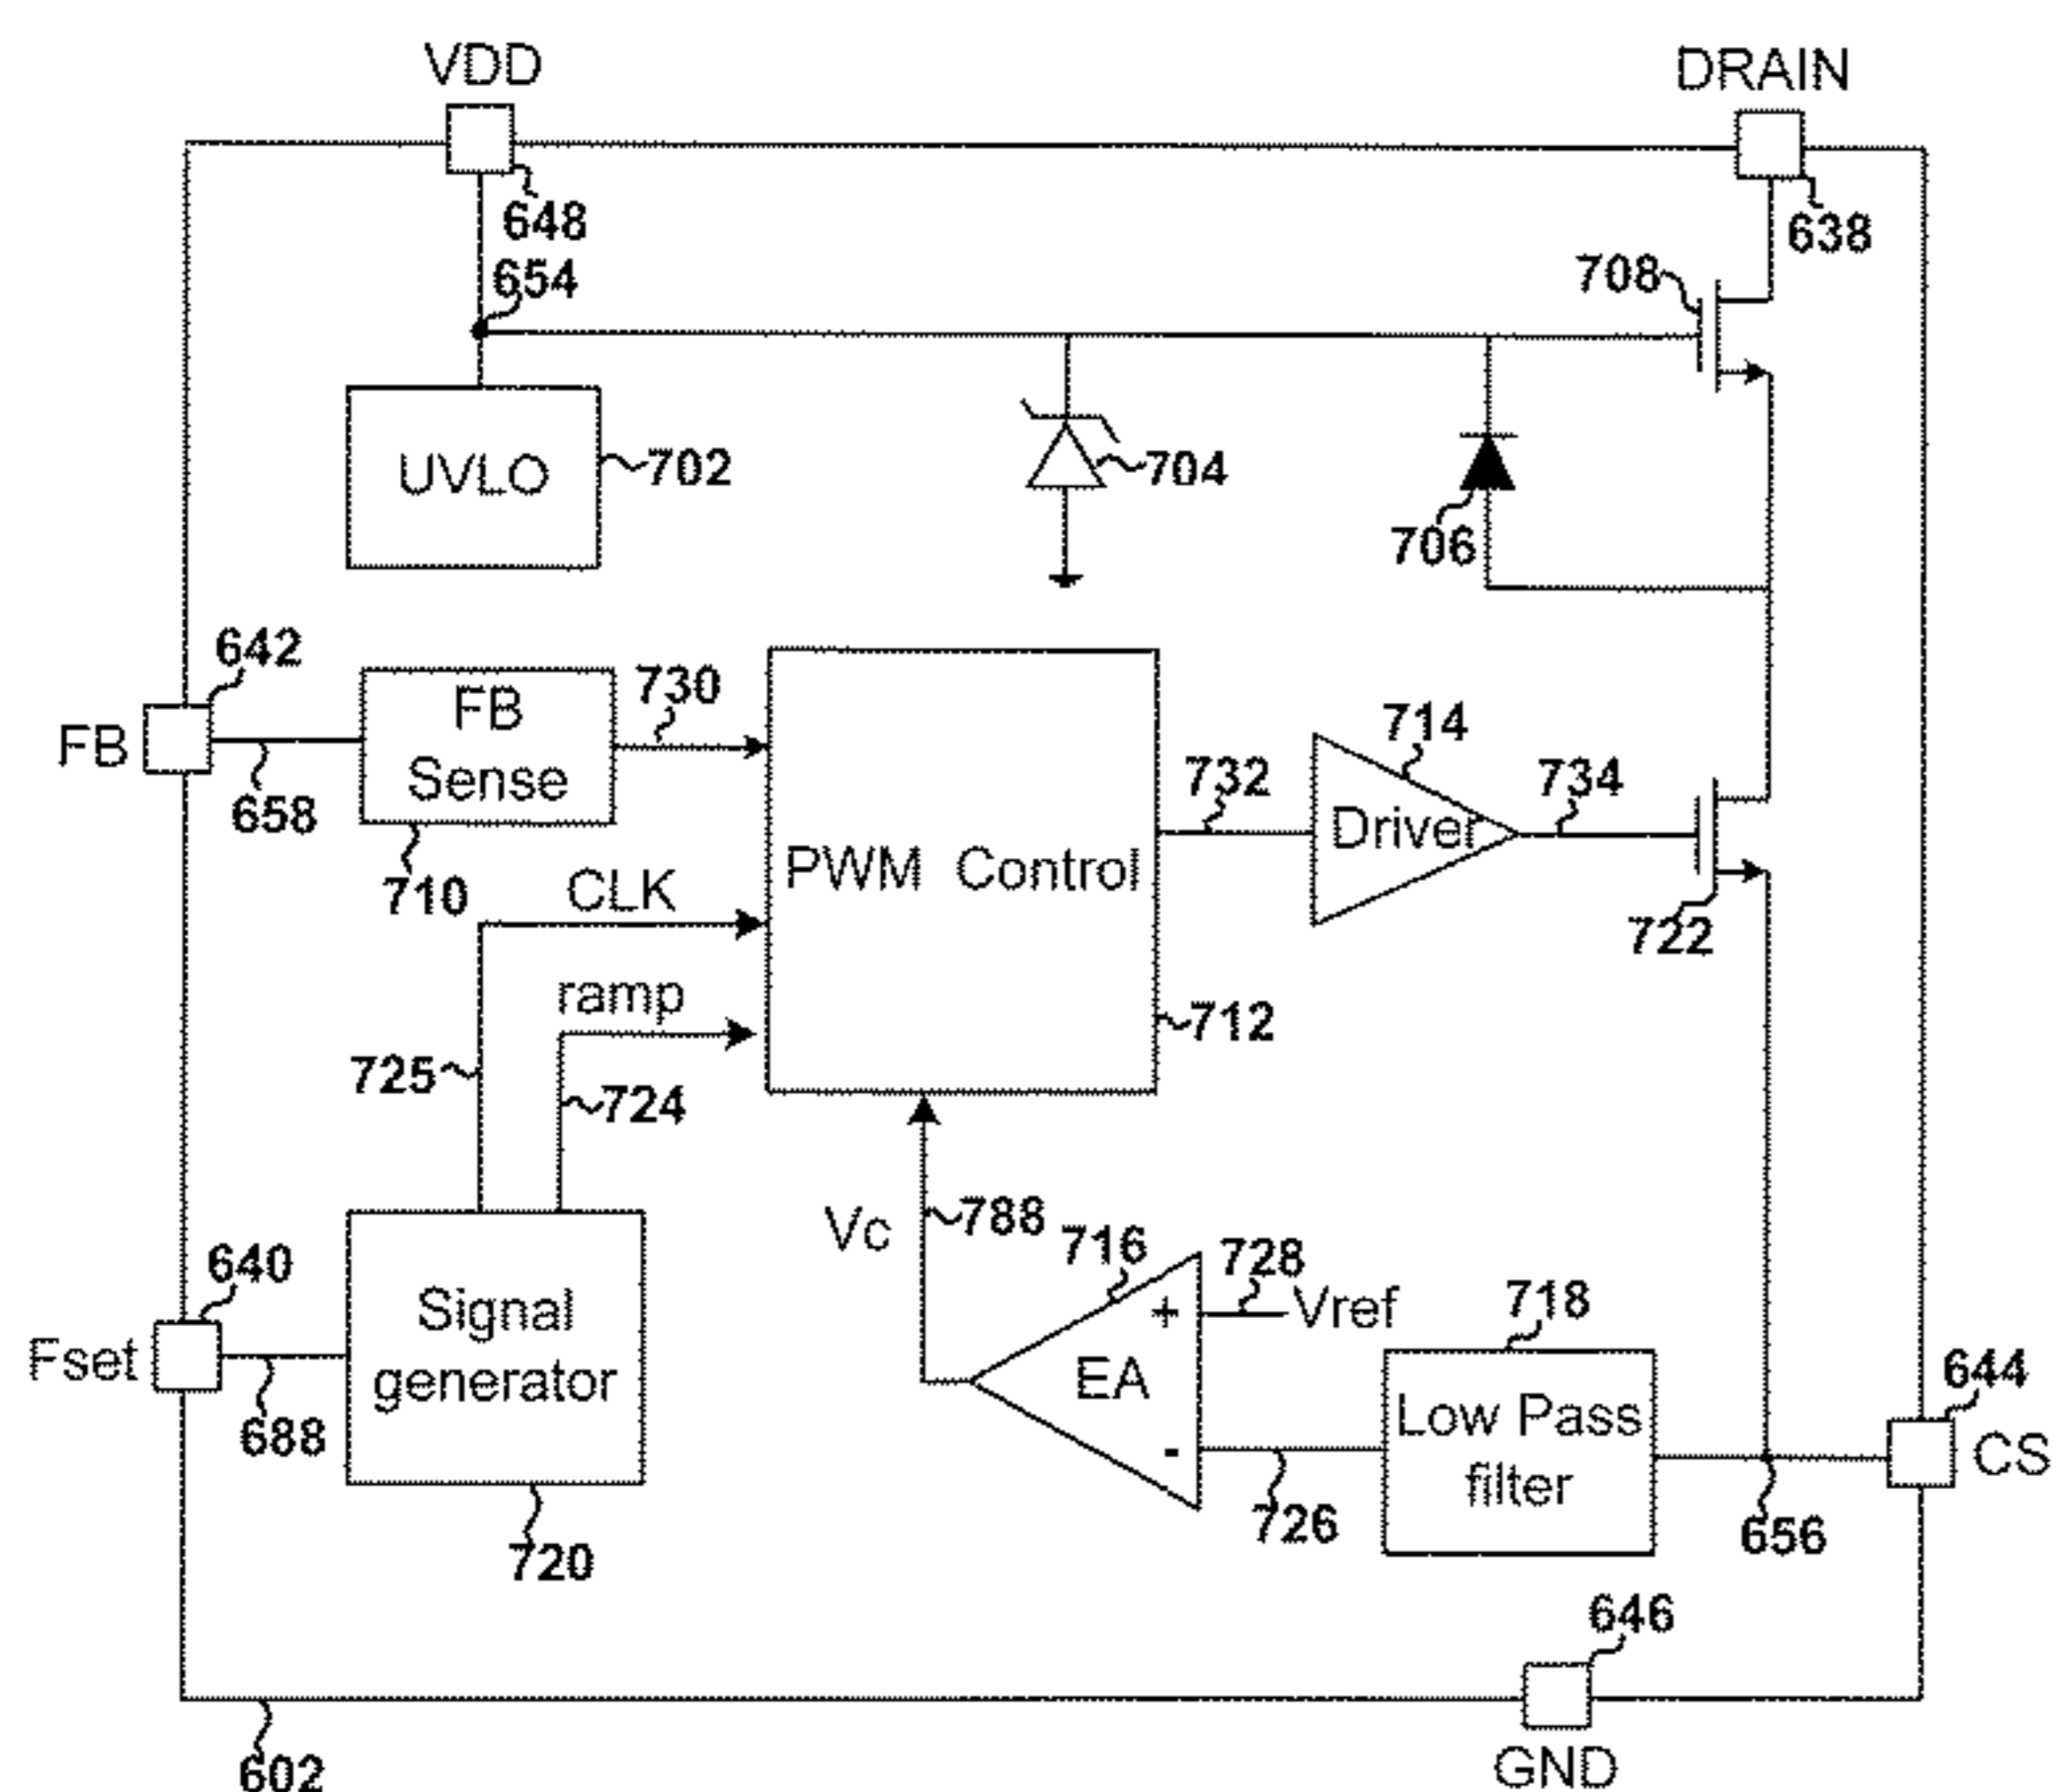 VDD
DRAIN
648
638
654
708
UVLO
702
704
706
642
FB
FB
Sense
730
658
710
CLK
PWM Control
714
732
Driver
734
722
ramp
712
725
724
Vc
788
716
728
Vref
+
EA
-
718
Low Pass
filter
726
644
CS
656
640
Fset
Signal
generator
688
720
646
602
GND